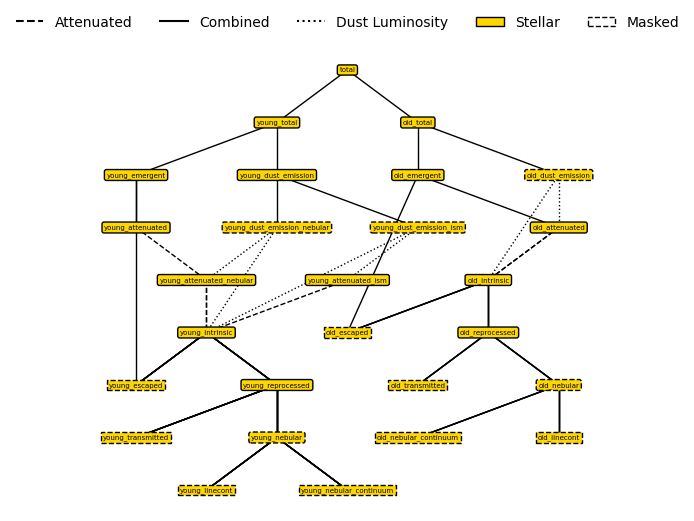 Attenuated Combined Dust Luminosity Stellar Masked
total
young_total old_total
young_emergent young_dust_emission old_emergent old_dust_emission
young_attenuated young_dust_emission_nebular young_dust_emission_ism old_attenuated
young_attenuated_nebular young_attenuated_ism old_intrinsic
young_intrinsic old_escaped old_reprocessed
young_escaped young_reprocessed old_transmitted old_nebular
young_transmitted young_nebular old_nebular_continuum old_linecont
young_linecont young_nebular_continuum